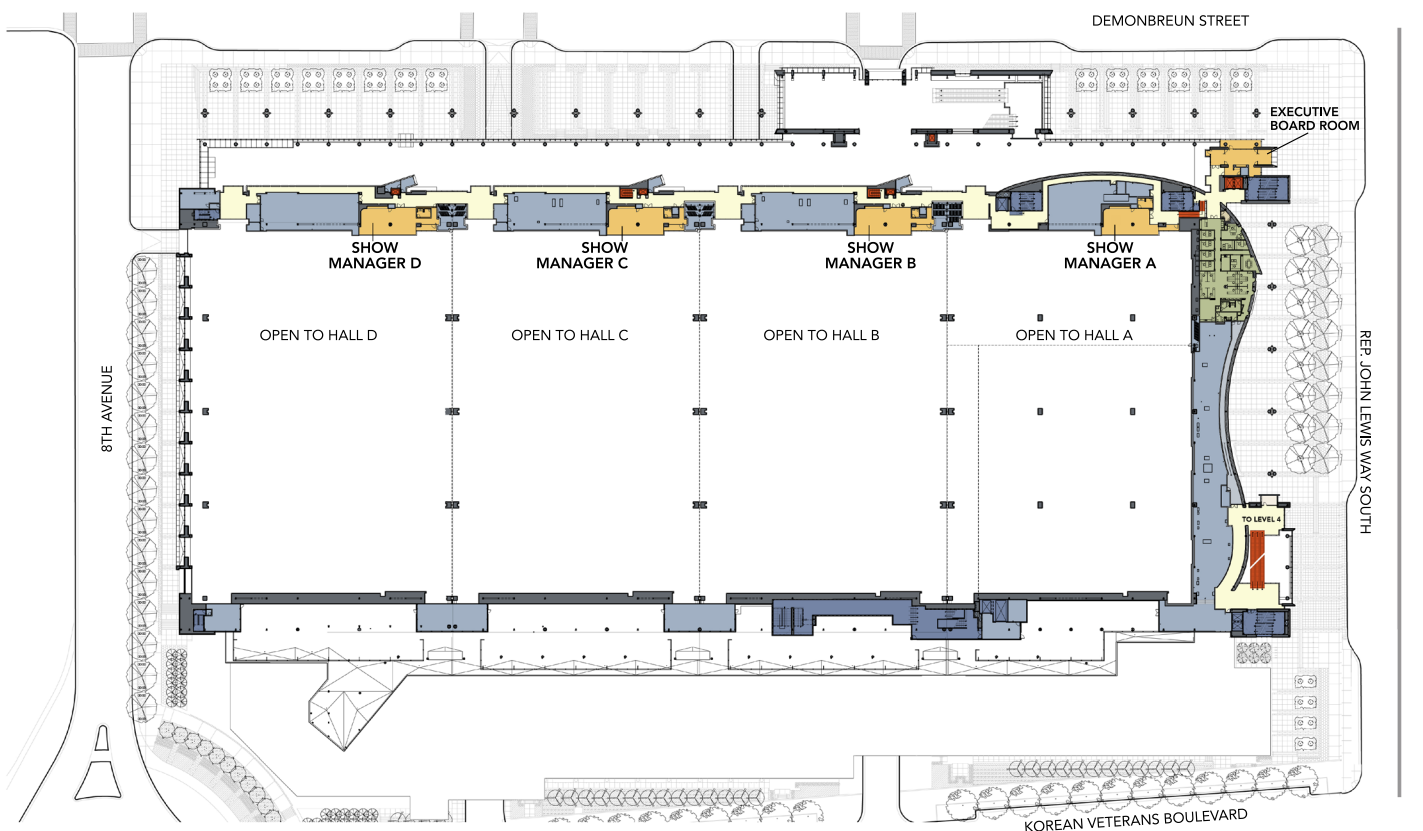 DEMONBREUN STREET
EXECUTIVE
BOARD ROOM
SHOW
MANAGER D
SHOW
MANAGER C
SHOW
MANAGER B
SHOW
MANAGER A
OPEN TO HALL D
OPEN TO HALL C
OPEN TO HALL B
OPEN TO HALL A
8TH AVENUE
REP. JOHN LEWIS WAY SOUTH
TO LEVEL 4
KOREAN VETERANS BOULEVARD